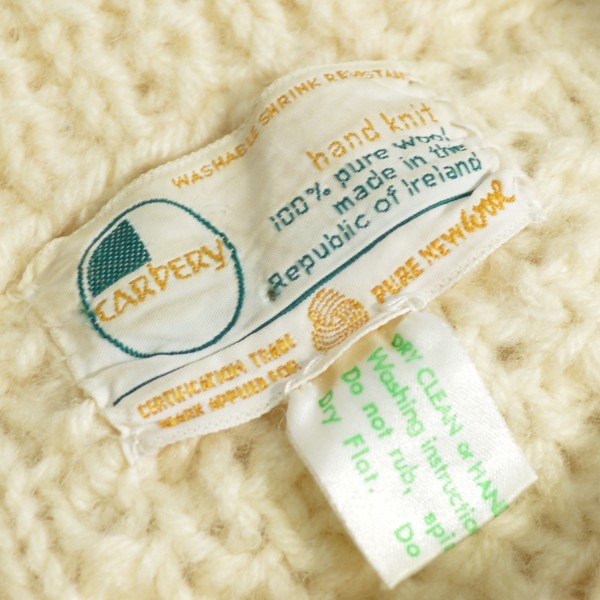 WASHABLE SHRINK RESISTANT
hand knit
100% pure wool
made in the
Republic of Ireland
CARDERY
PURE NEW wool
CERTIFICATION TRADE
MARK APPLIED FOR.
DRY CLEAN or HAND
Washing instruction
Do not rub, spi
Dry Flat. Do